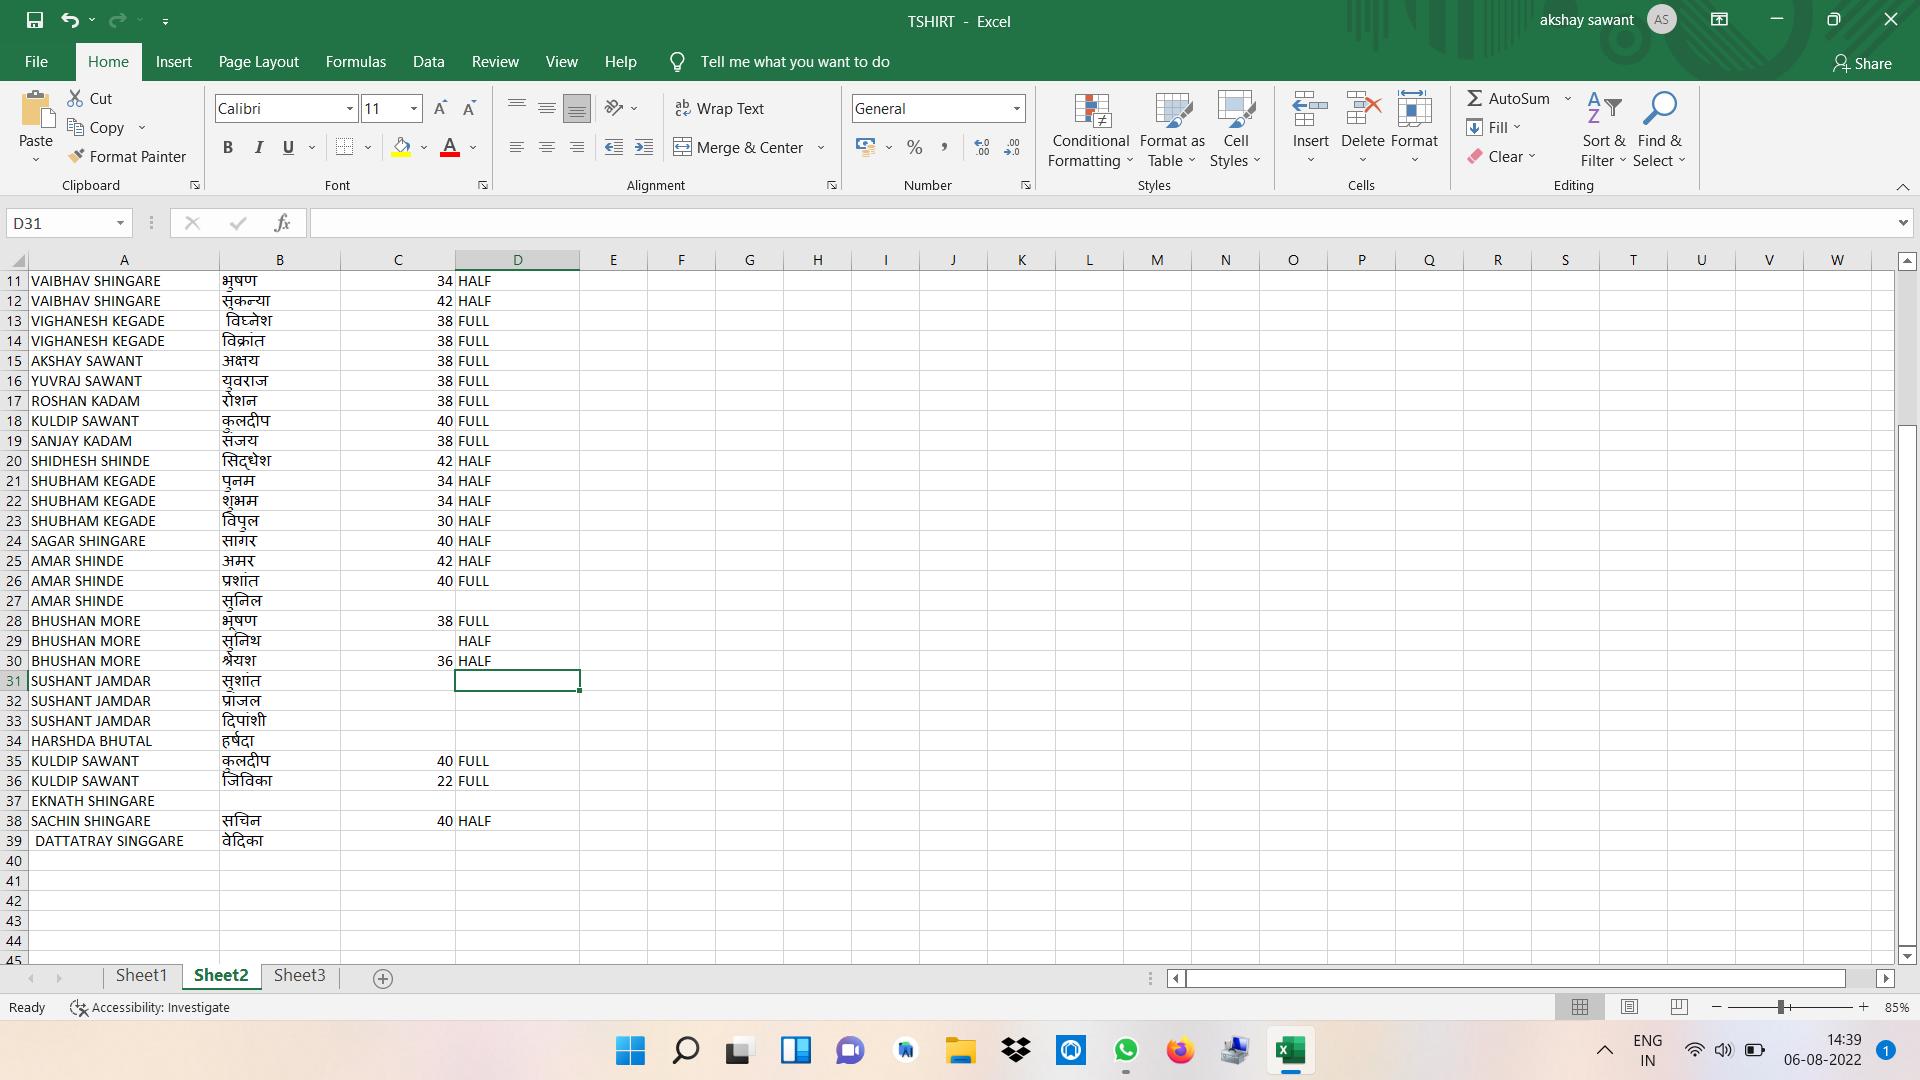 TSHIRT - Excel
akshay sawant AS
File Home Insert Page Layout Formulas Data Review View Help Tell me what you want to do Share
Paste Cut Copy Format Painter Clipboard
Calibri 11 A A B I U A Font
ab Wrap Text Merge & Center Alignment
General % , Number
Conditional Formatting Format as Table Cell Styles Styles
Insert Delete Format Cells
AutoSum Fill Clear Sort & Filter Find & Select Editing
D31 fx
A B C D E F G H I J K L M N O P Q R S T U V W
11 VAIBHAV SHINGARE भुषण 34 HALF
12 VAIBHAV SHINGARE सुकन्या 42 HALF
13 VIGHANESH KEGADE विघ्नेश 38 FULL
14 VIGHANESH KEGADE विक्रांत 38 FULL
15 AKSHAY SAWANT अक्षय 38 FULL
16 YUVRAJ SAWANT युवराज 38 FULL
17 ROSHAN KADAM रोशन 38 FULL
18 KULDIP SAWANT कुलदीप 40 FULL
19 SANJAY KADAM संजय 38 FULL
20 SHIDHESH SHINDE सिद्धेश 42 HALF
21 SHUBHAM KEGADE पुनम 34 HALF
22 SHUBHAM KEGADE शुभम 34 HALF
23 SHUBHAM KEGADE विपुल 30 HALF
24 SAGAR SHINGARE सागर 40 HALF
25 AMAR SHINDE अमर 42 HALF
26 AMAR SHINDE प्रशांत 40 FULL
27 AMAR SHINDE सुनिल
28 BHUSHAN MORE भूषण 38 FULL
29 BHUSHAN MORE सुनिथ HALF
30 BHUSHAN MORE श्रेयश 36 HALF
31 SUSHANT JAMDAR सुशांत
32 SUSHANT JAMDAR प्रांजल
33 SUSHANT JAMDAR दिपांशी
34 HARSHDA BHUTAL हर्षदा
35 KULDIP SAWANT कुलदीप 40 FULL
36 KULDIP SAWANT जिविका 22 FULL
37 EKNATH SHINGARE
38 SACHIN SHINGARE सचिन 40 HALF
39 DATTATRAY SINGGARE वेदिका
40
41
42
43
44
45
Sheet1 Sheet2 Sheet3
Ready Accessibility: Investigate 85%
ENG IN 14:39 06-08-2022 1